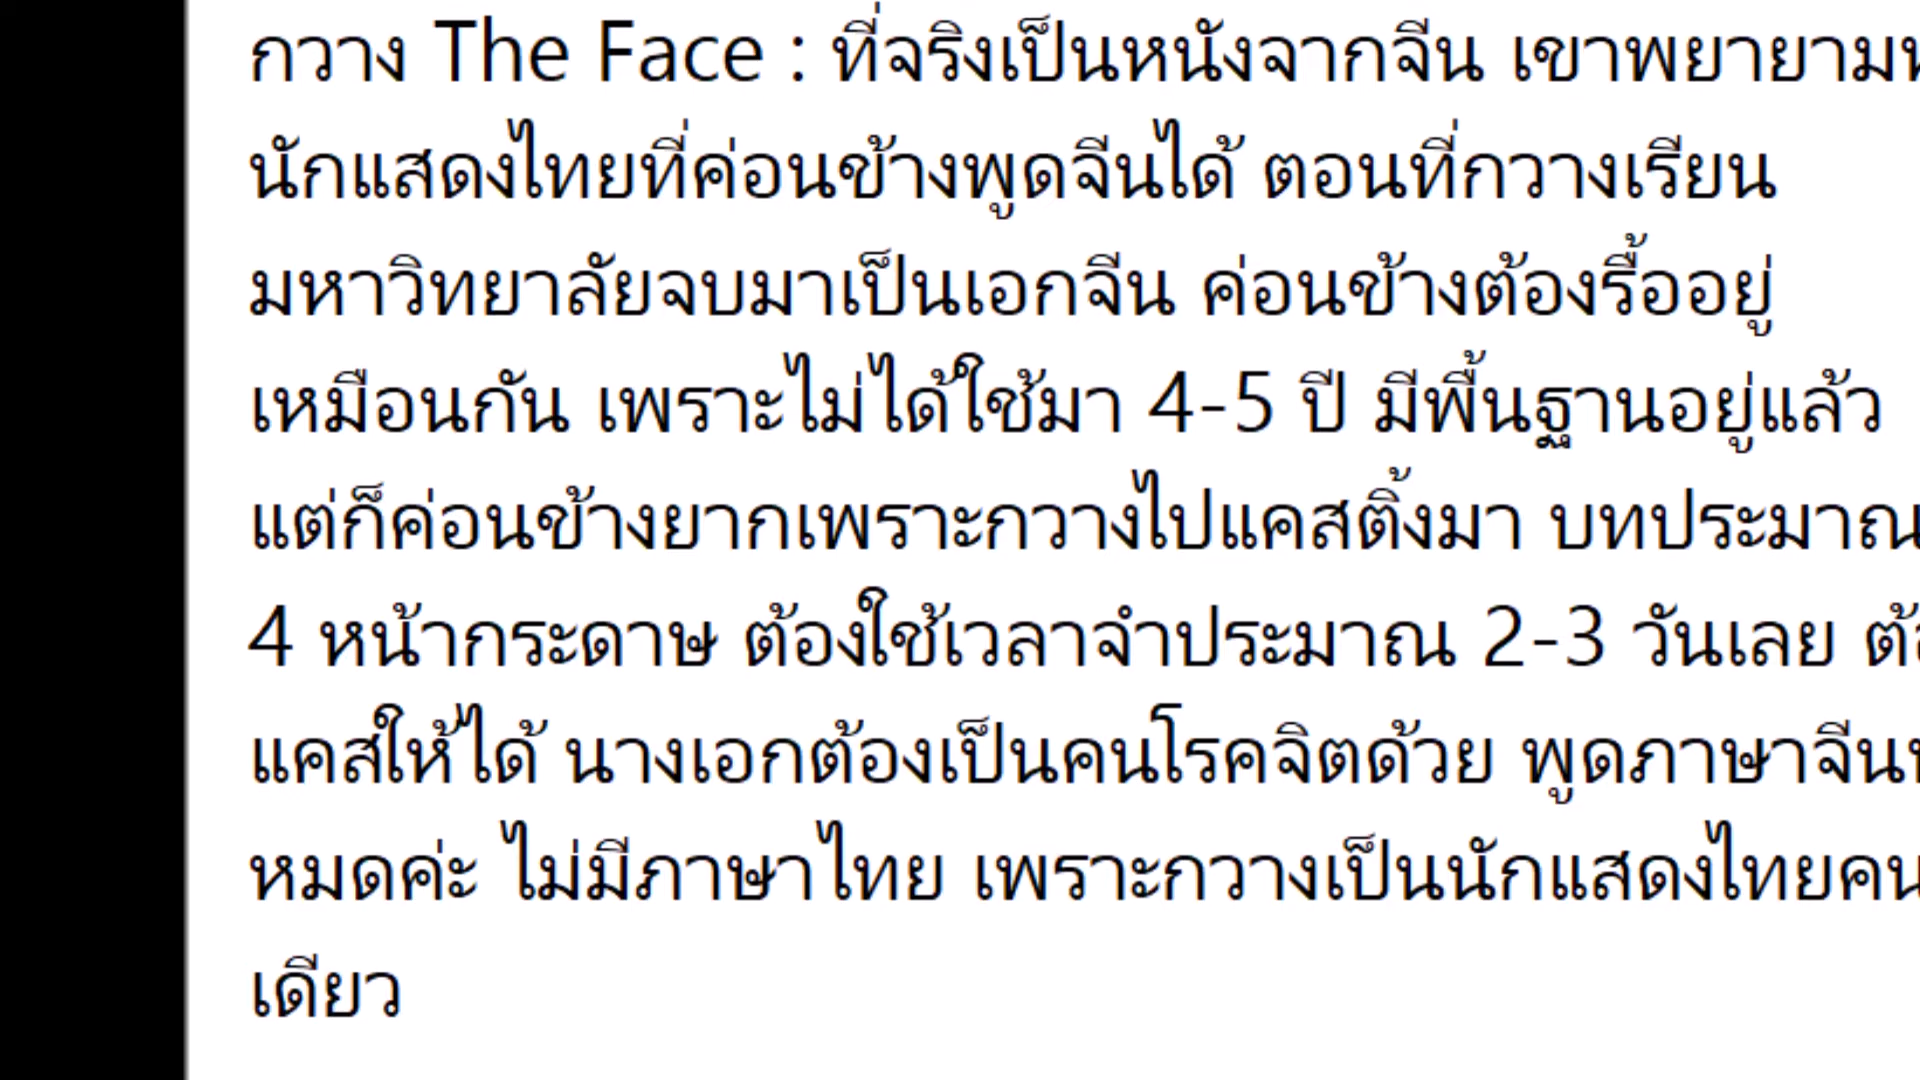 กวาง The Face : ที่จริงเป็นหนังจากจีน เขาพยายาม
นักแสดงไทยที่ค่อนข้างพูดจีนได้ ตอนที่กวางเรียน
มหาวิทยาลัยจบมาเป็นเอกจีน ค่อนข้างต้องรื้ออยู่
เหมือนกัน เพราะไม่ได้ใช้มา 4-5 ปี มีพื้นฐานอยู่แล้ว
แต่ก็ค่อนข้างยากเพราะกวางไปแคสติ้งมา บทประมาณ
4 หน้ากระดาษ ต้องใช้เวลาจำประมาณ 2-3 วันเลย
แคสให้ได้ นางเอกต้องเป็นคนโรคจิตด้วย พูดภาษาจีน
หมดค่ะ ไม่มีภาษาไทย เพราะกวางเป็นนักแสดงไทยคน
เดียว